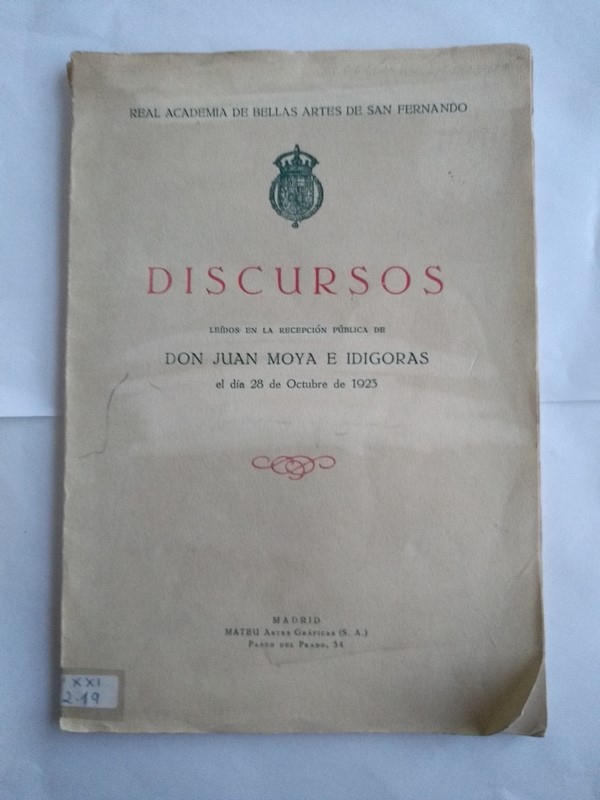 REAL ACADEMIA DE BELLAS ARTES DE SAN FERNANDO
DISCURSOS
LEÍDOS EN LA RECEPCIÓN PÚBLICA DE
DON JUAN MOYA E IDIGORAS
el día 28 de Octubre de 1923
MADRID
MATEU ARTES GRÁFICAS (S. A.)
PASEO DEL PRADO, 34
XXI
2-19